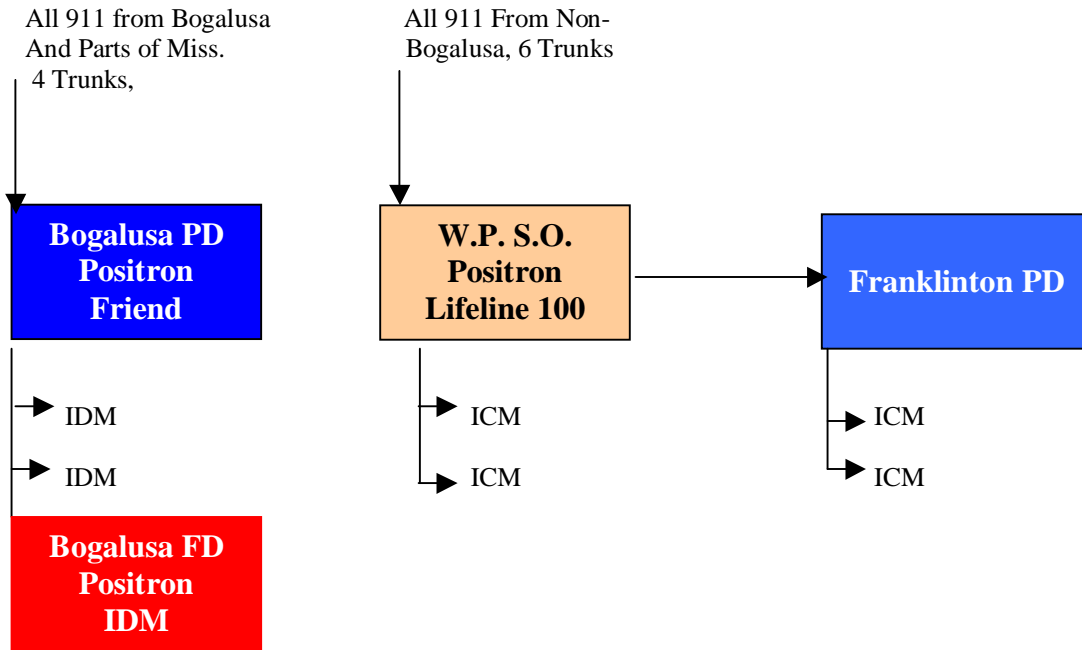 All 911 from Bogalusa
And Parts of Miss.
4 Trunks,
All 911 From Non-
Bogalusa, 6 Trunks
Bogalusa PD
Positron
Friend
W.P. S.O.
Positron
Lifeline 100
Franklinton PD
IDM
IDM
ICM
ICM
ICM
ICM
Bogalusa FD
Positron
IDM